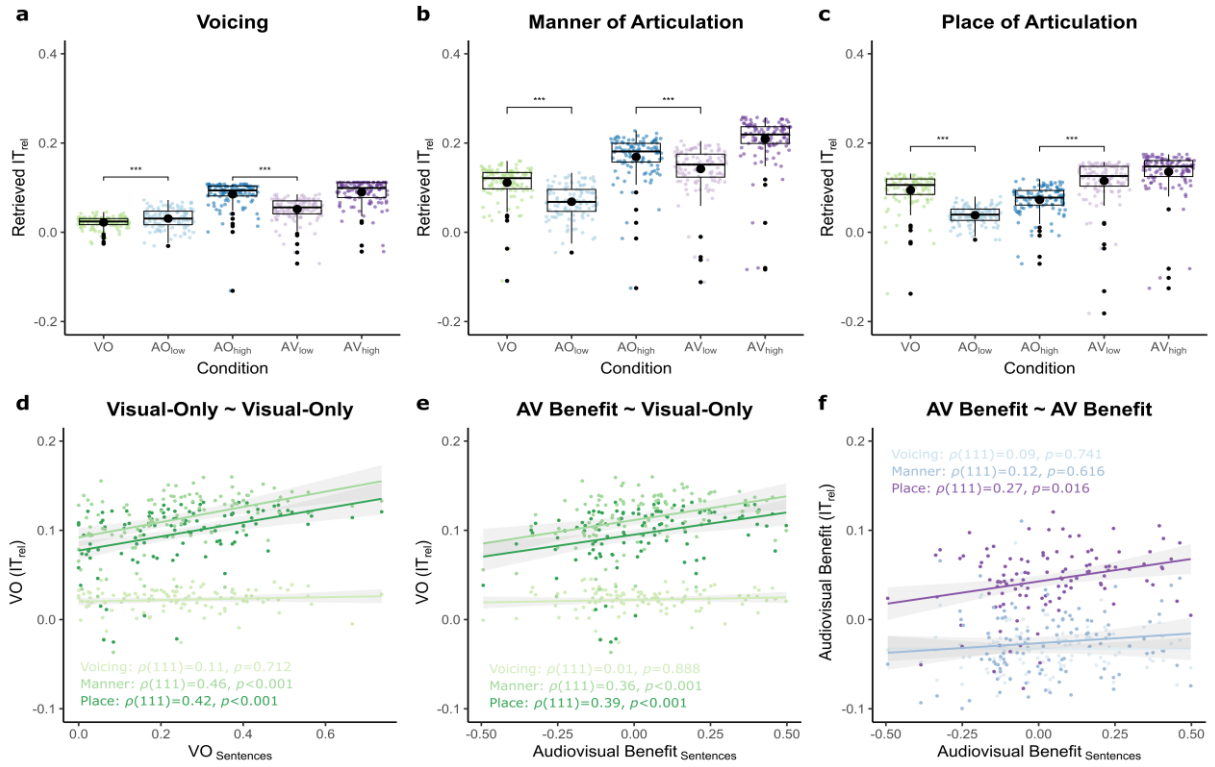 a
Voicing
0.4
0.2
0.0
-0.2
Retrieved ITrel
***
***
VO
AOlow
AOhigh
AVlow
AVhigh
Condition
b
Manner of Articulation
0.4
0.2
0.0
-0.2
Retrieved ITrel
***
***
VO
AOlow
AOhigh
AVlow
AVhigh
Condition
c
Place of Articulation
0.4
0.2
0.0
-0.2
Retrieved ITrel
***
***
VO
AOlow
AOhigh
AVlow
AVhigh
Condition
d
Visual-Only ~ Visual-Only
0.2
0.1
0.0
-0.1
VO (ITrel)
Voicing: ρ(111)=0.11, p=0.712
Manner: ρ(111)=0.46, p<0.001
Place: ρ(111)=0.42, p<0.001
0.0
0.2
0.4
0.6
VO Sentences
e
AV Benefit ~ Visual-Only
0.2
0.1
0.0
-0.1
VO (ITrel)
Voicing: ρ(111)=0.01, p=0.888
Manner: ρ(111)=0.36, p<0.001
Place: ρ(111)=0.39, p<0.001
-0.50
-0.25
0.00
0.25
0.50
Audiovisual Benefit Sentences
f
AV Benefit ~ AV Benefit
0.2
0.1
0.0
-0.1
Audiovisual Benefit (ITrel)
Voicing: ρ(111)=0.09, p=0.741
Manner: ρ(111)=0.12, p=0.616
Place: ρ(111)=0.27, p=0.016
-0.50
-0.25
0.00
0.25
0.50
Audiovisual Benefit Sentences